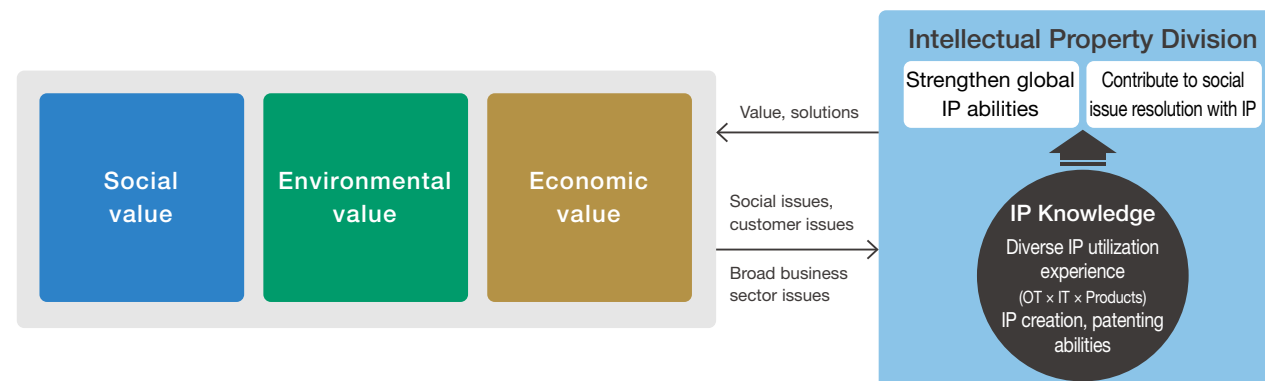 Social
value
Environmental
value
Economic
value
Value, solutions
Social issues,
customer issues
Broad business
sector issues
Intellectual Property Division
Strengthen global
IP abilities
Contribute to social
issue resolution with IP
IP Knowledge
Diverse IP utilization
experience
(OT × IT × Products)
IP creation, patenting
abilities